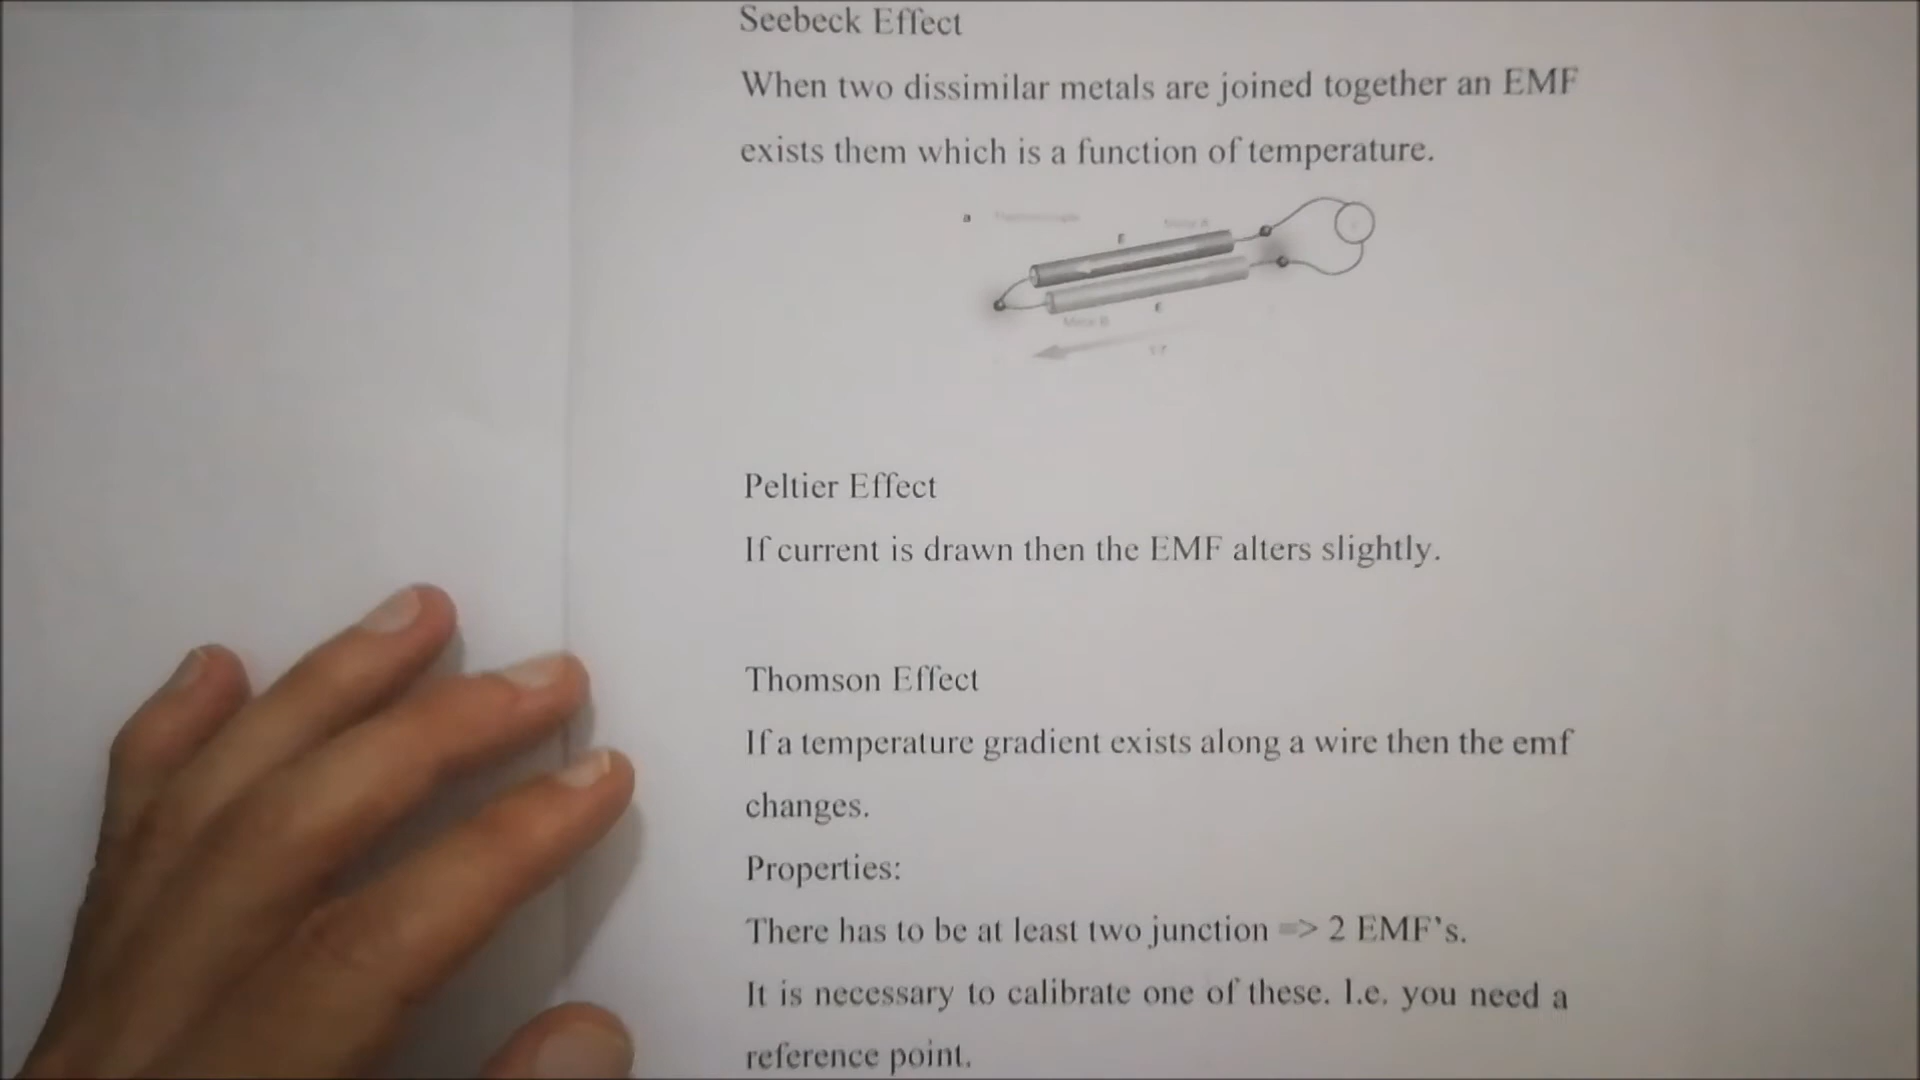 Seebeck Effect
When two dissimilar metals are joined together an EMF
exists them which is a function of temperature.
a
E
E
Peltier Effect
If current is drawn then the EMF alters slightly.
Thomson Effect
If a temperature gradient exists along a wire then the emf
changes.
Properties:
There has to be at least two junction => 2 EMF's.
It is necessary to calibrate one of these. I.e. you need a
reference point.